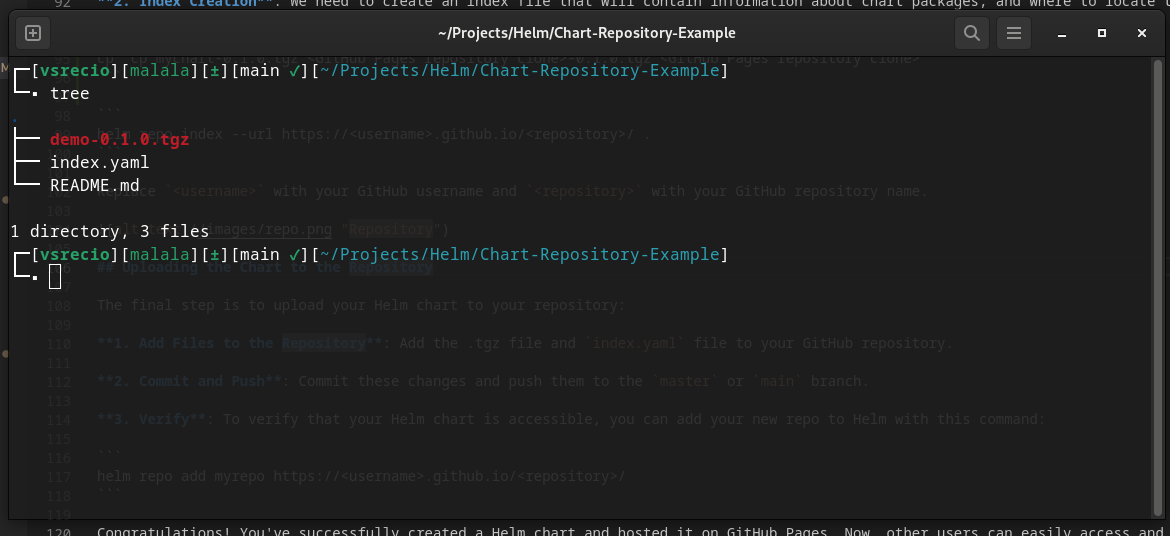 92 **2. Index Creation**: We need to create an index file that will contain information about chart packages, and where to locate t
~/Projects/Helm/Chart-Repository-Example
┌─[vsrecio][malala][±][main ✓][~/Projects/Helm/Chart-Repository-Example]
└─▪ tree
.
98 ```
├── demo-0.1.0.tgz
helm repo index --url https://<username>.github.io/<repository>/ .
├── index.yaml
└── README.md
`<username>` with your GitHub username and `<repository>` with your GitHub repository name.
103
1 directory, 3 files
images/repo.png "Repository")
┌─[vsrecio][malala][±][main ✓][~/Projects/Helm/Chart-Repository-Example]
└─▪
106 ## Uploading the Chart to the Repository
107
108 The final step is to upload your Helm chart to your repository:
109
110 **1. Add Files to the Repository**: Add the .tgz file and `index.yaml` file to your GitHub repository.
111
112 **2. Commit and Push**: Commit these changes and push them to the `master` or `main` branch.
113
114 **3. Verify**: To verify that your Helm chart is accessible, you can add your new repo to Helm with this command:
115
116 ```
117 helm repo add myrepo https://<username>.github.io/<repository>/
118 ```
119
120 Congratulations! You've successfully created a Helm chart and hosted it on GitHub Pages. Now, other users can easily access and